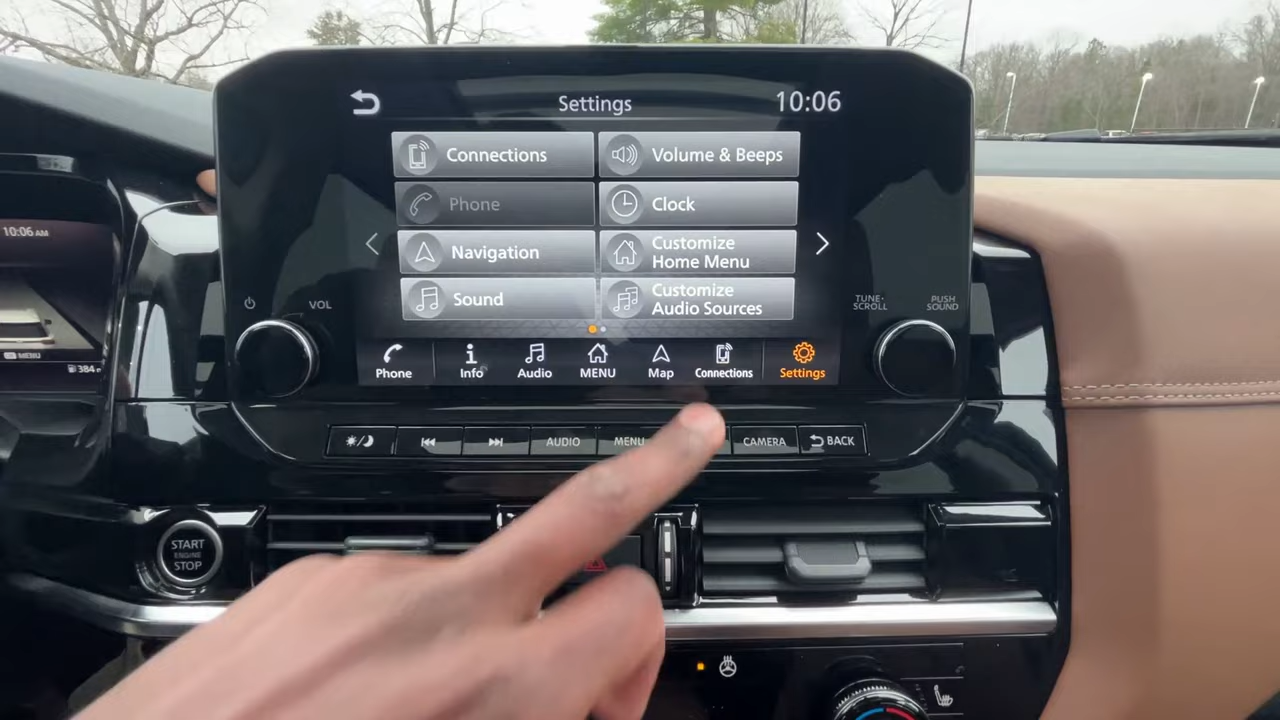 Settings
10:06
Connections
Volume & Beeps
Phone
Clock
Navigation
Customize
Home Menu
Sound
Customize
Audio Sources
10:06 AM
MENU
384
VOL
TUNE·
SCROLL
PUSH
SOUND
Phone
Info
Audio
MENU
Map
Connections
Settings
AUDIO
MENU
CAMERA
BACK
START
ENGINE
STOP